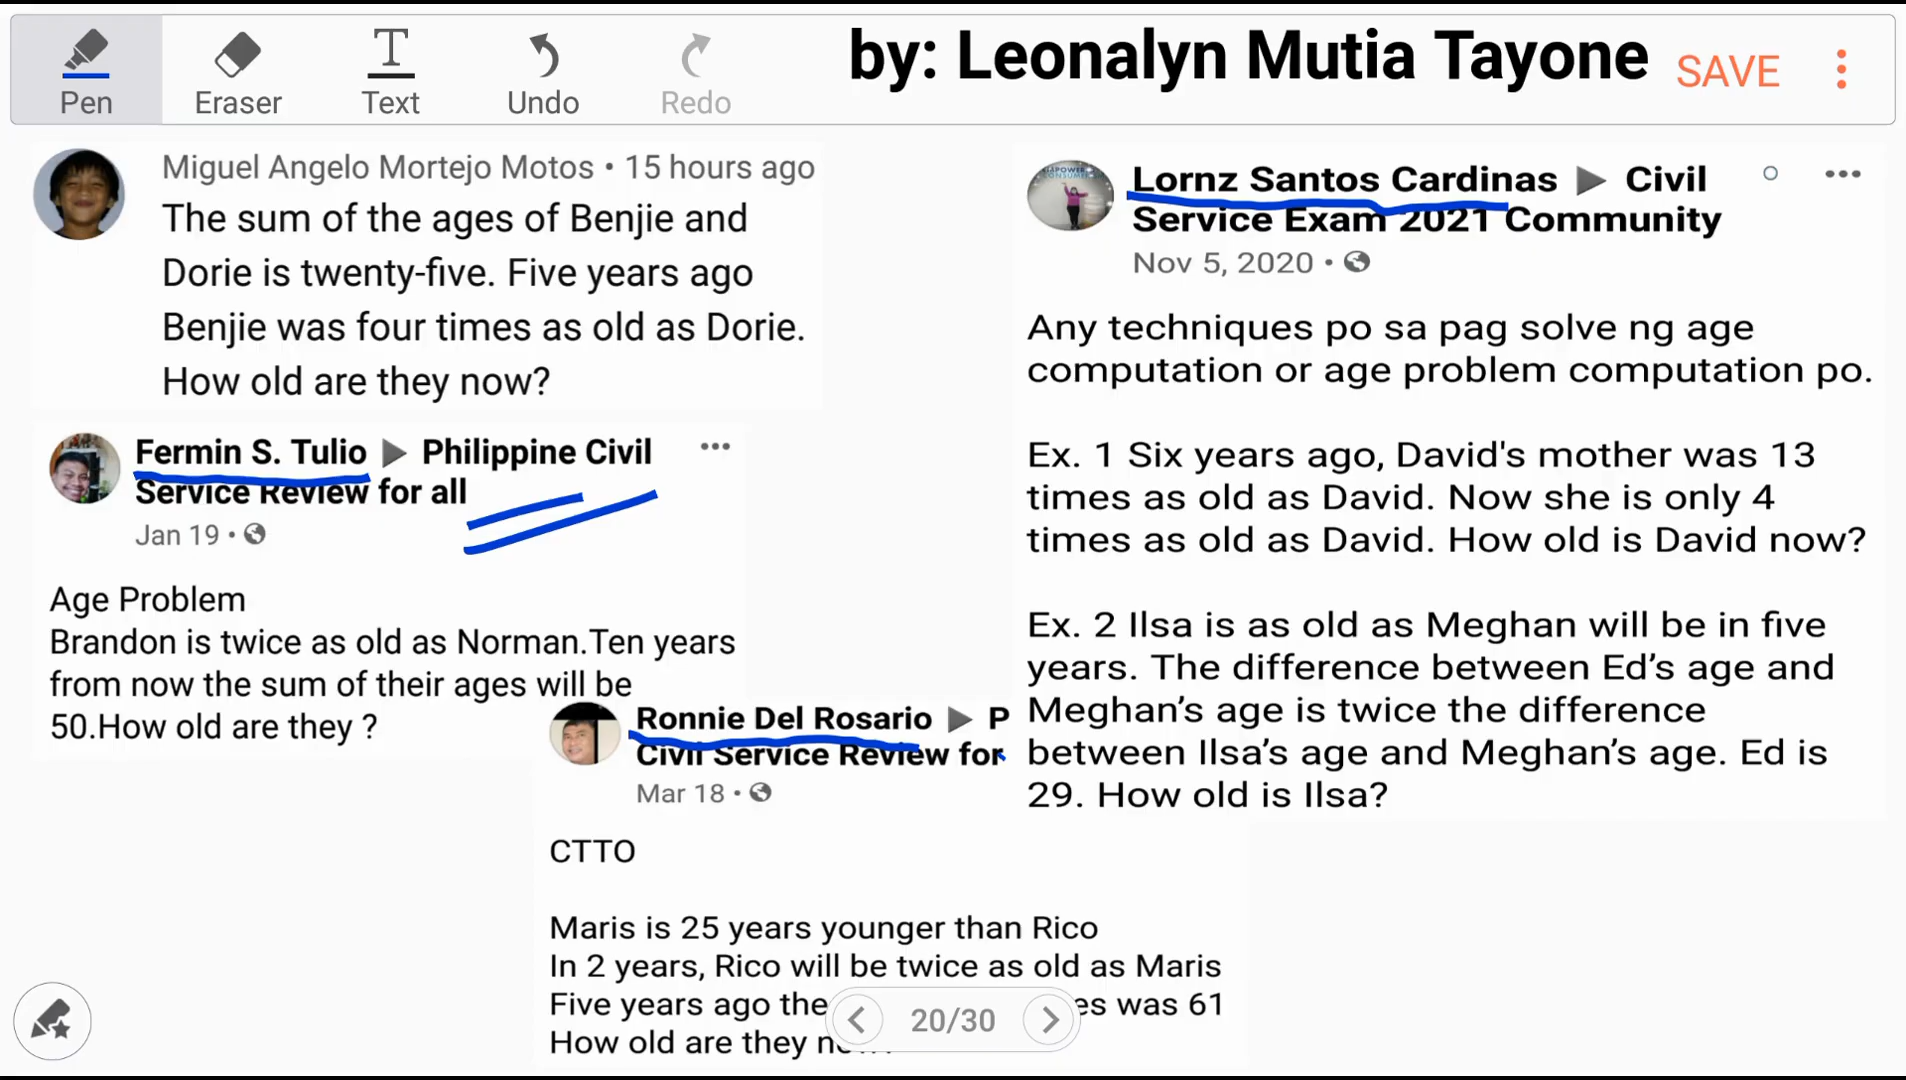 by: Leonalyn Mutia Tayone
SAVE
Pen
Eraser
Text
Undo
Redo
Miguel Angelo Mortejo Motos • 15 hours ago
The sum of the ages of Benjie and
Dorie is twenty-five. Five years ago
Benjie was four times as old as Dorie.
How old are they now?
Fermin S. Tulio ▶ Philippine Civil
Service Review for all
Jan 19 •
Age Problem
Brandon is twice as old as Norman.Ten years
from now the sum of their ages will be
50.How old are they ?
Ronnie Del Rosario ▶ P
Civil Service Review for
Mar 18 •
CTTO
Maris is 25 years younger than Rico
In 2 years, Rico will be twice as old as Maris
Five years ago the es was 61
How old are they
20/30
Lornz Santos Cardinas ▶ Civil
Service Exam 2021 Community
Nov 5, 2020 •
Any techniques po sa pag solve ng age
computation or age problem computation po.
Ex. 1 Six years ago, David's mother was 13
times as old as David. Now she is only 4
times as old as David. How old is David now?
Ex. 2 Ilsa is as old as Meghan will be in five
years. The difference between Ed’s age and
Meghan’s age is twice the difference
between Ilsa’s age and Meghan’s age. Ed is
29. How old is Ilsa?